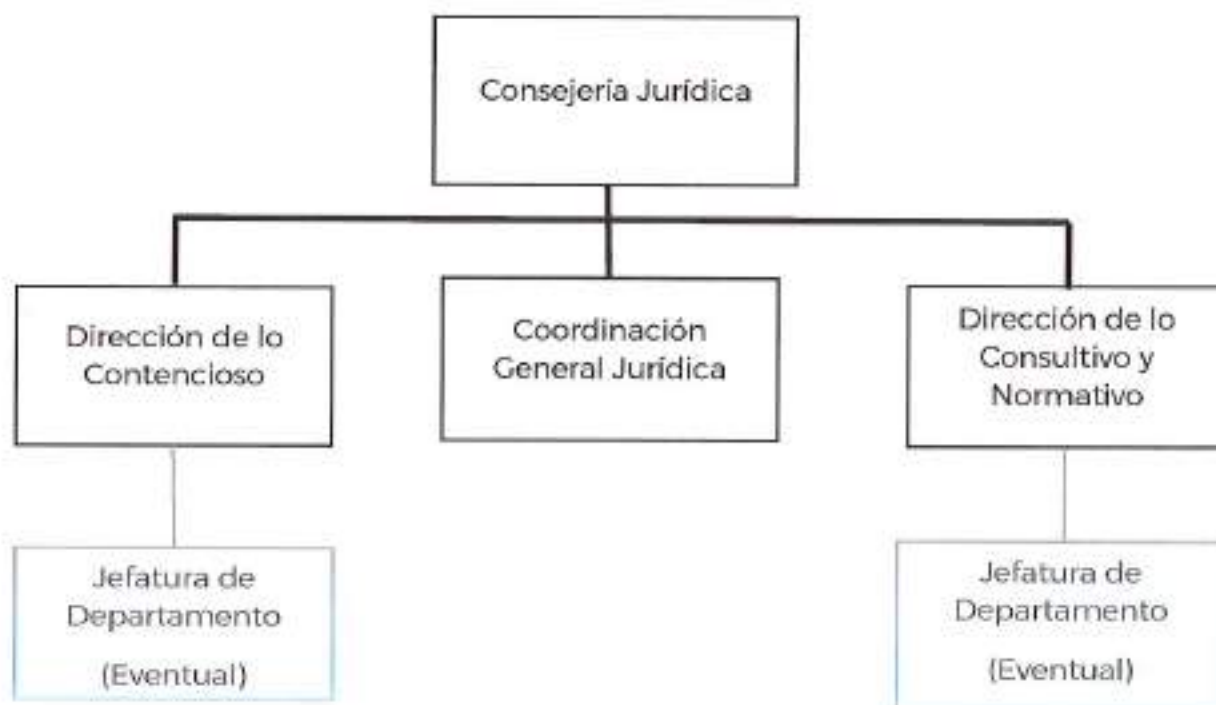 Consejería Jurídica
Dirección de lo
Contencioso
Coordinación
General Jurídica
Dirección de lo
Consultivo y
Normativo
Jefatura de
Departamento
(Eventual)
Jefatura de
Departamento
(Eventual)